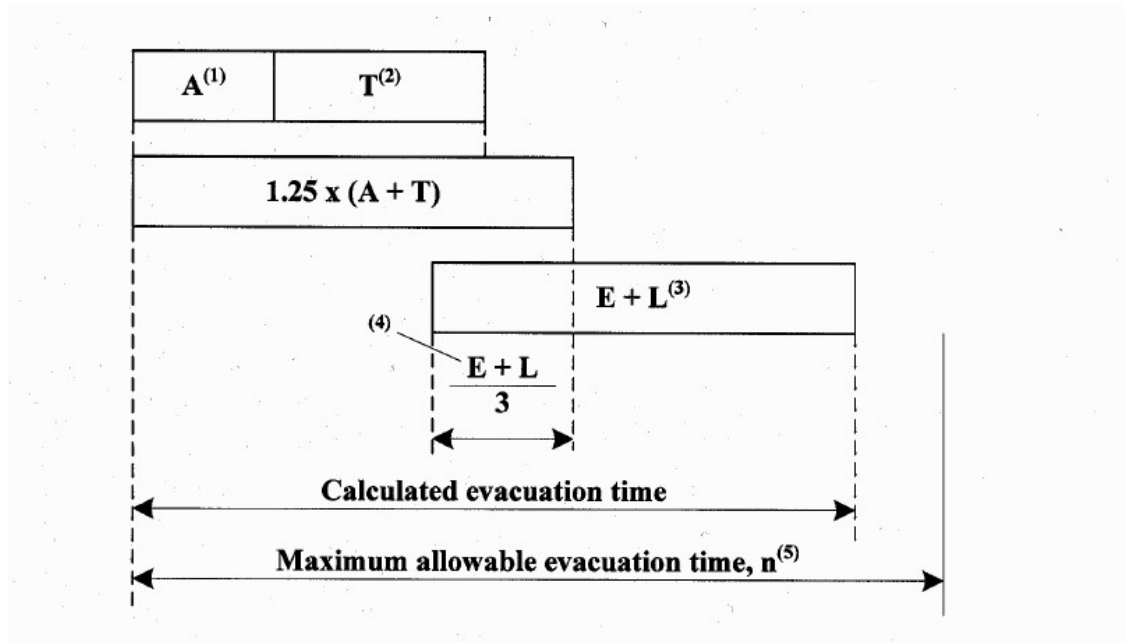 A(1) T(2)
1.25 x (A + T)
E + L(3)
(4)
E + L
3
Calculated evacuation time
Maximum allowable evacuation time, n(5)